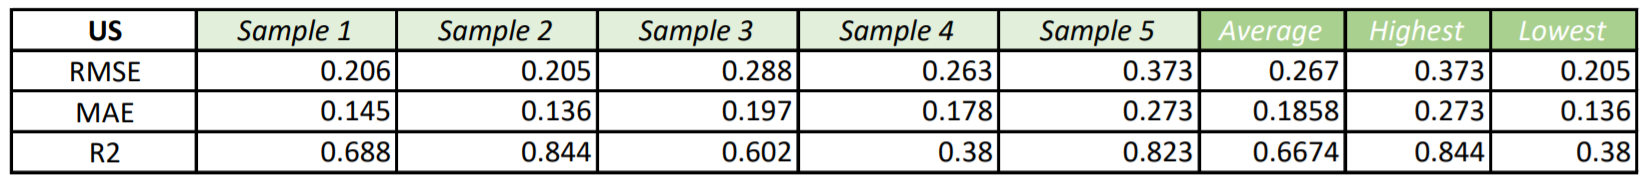 US Sample 1 Sample 2 Sample 3 Sample 4 Sample 5 Average Highest Lowest
RMSE 0.206 0.205 0.288 0.263 0.373 0.267 0.373 0.205
MAE 0.145 0.136 0.197 0.178 0.273 0.1858 0.273 0.136
R2 0.688 0.844 0.602 0.38 0.823 0.6674 0.844 0.38